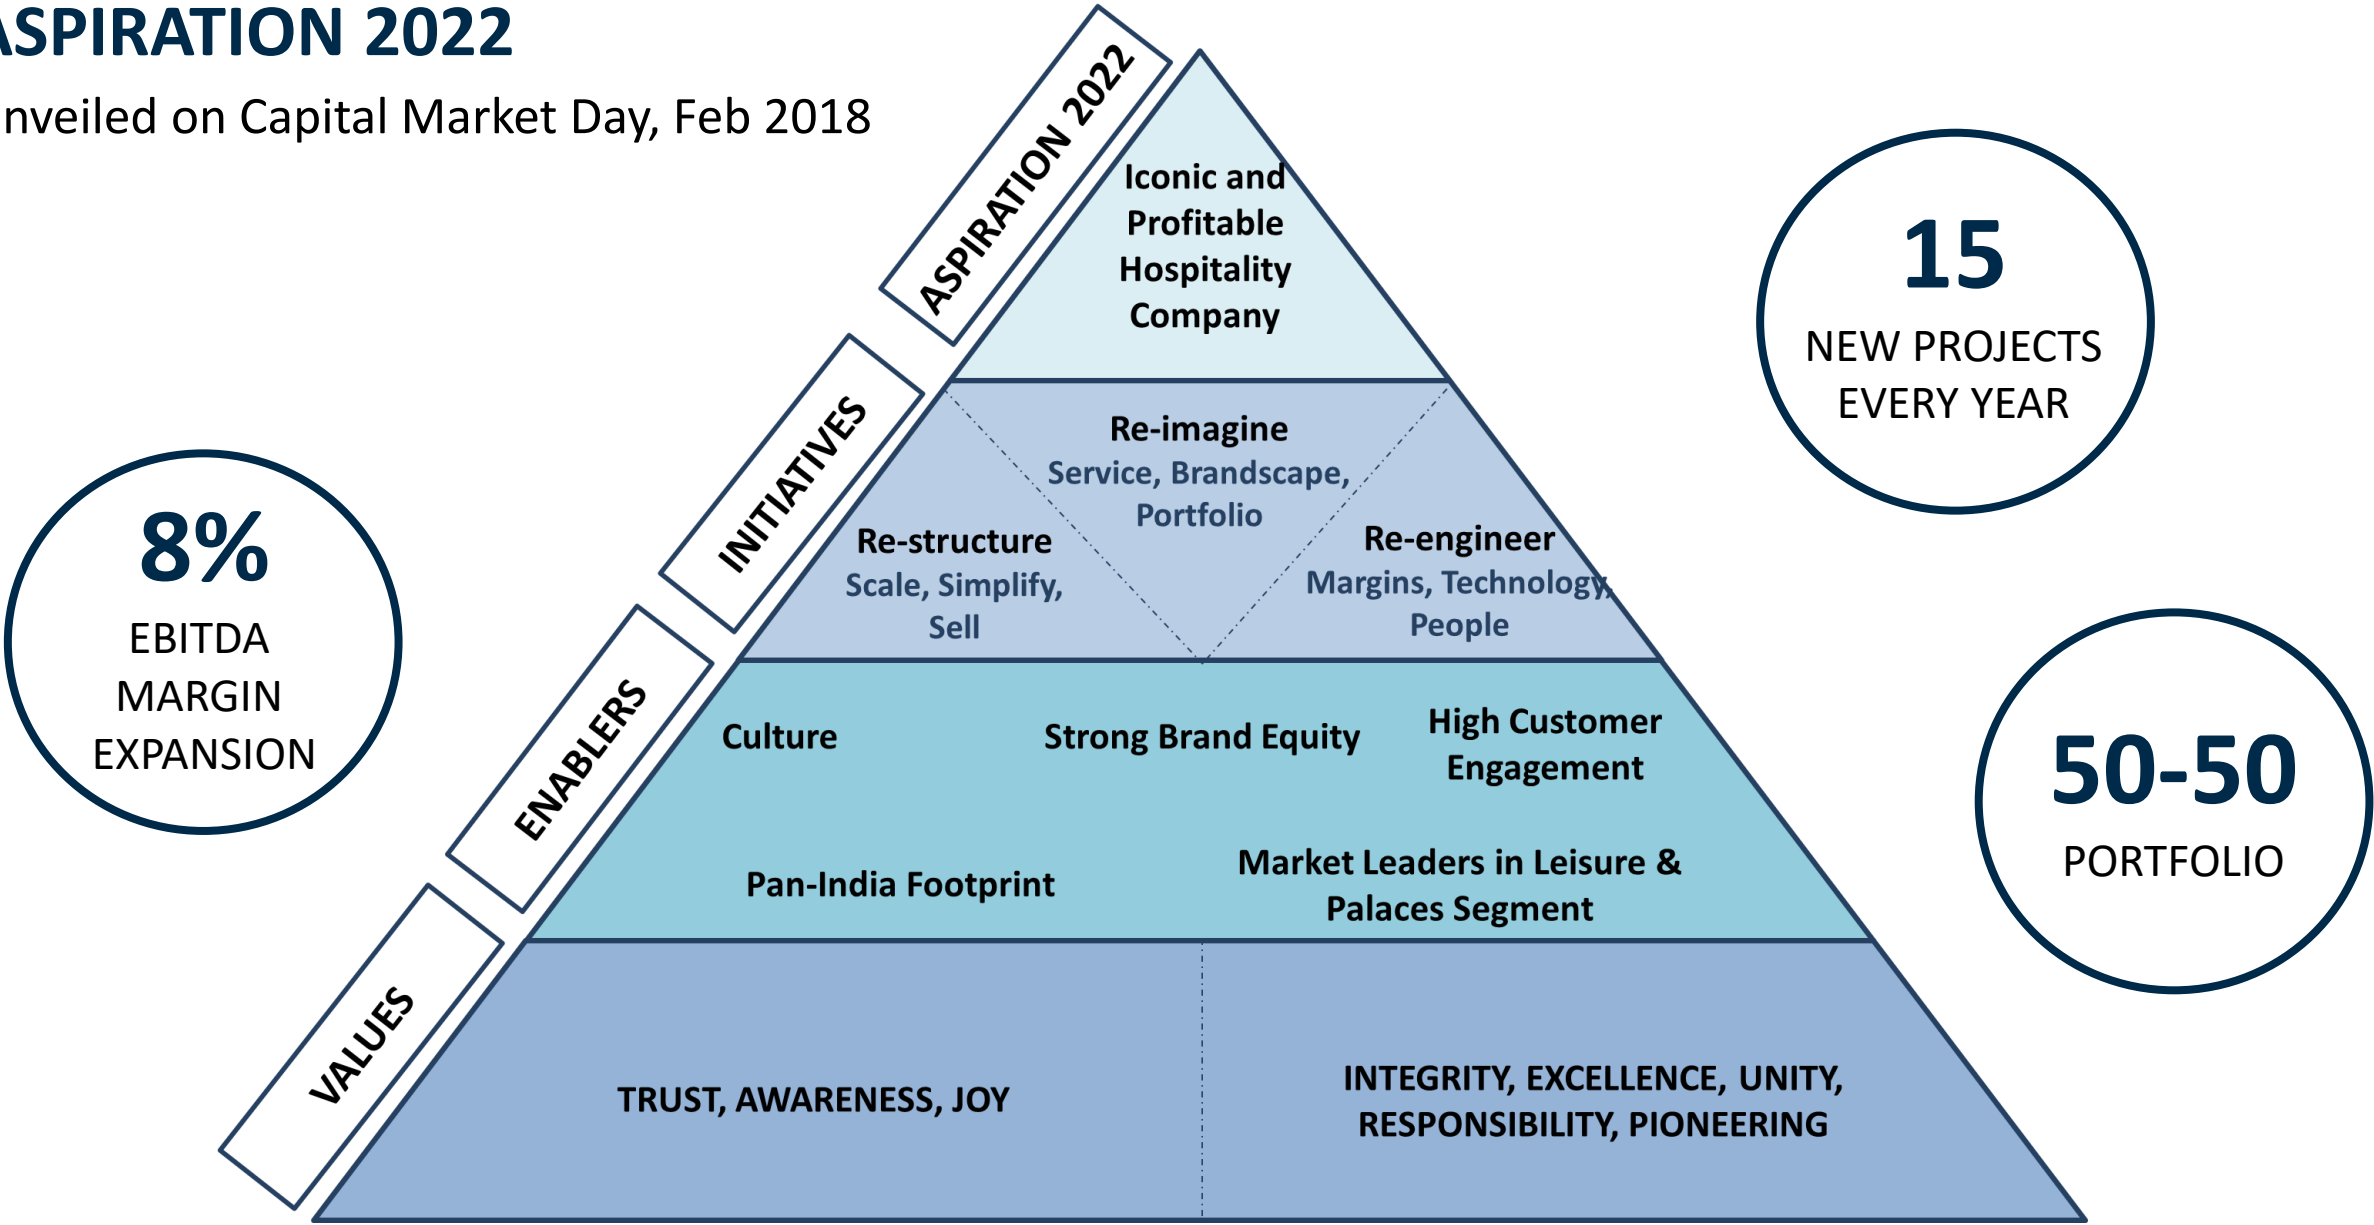 ASPIRATION 2022
nveiled on Capital Market Day, Feb 2018
ASPIRATION 2022
Iconic and
Profitable
Hospitality
Company
15
NEW PROJECTS
EVERY YEAR
INITIATIVES
Re-imagine
Service, Brandscape,
Portfolio
Re-structure
Scale, Simplify,
Sell
Re-engineer
Margins, Technology,
People
8%
EBITDA
MARGIN
EXPANSION
ENABLERS
Culture
Strong Brand Equity
High Customer
Engagement
Pan-India Footprint
Market Leaders in Leisure &
Palaces Segment
50-50
PORTFOLIO
VALUES
TRUST, AWARENESS, JOY
INTEGRITY, EXCELLENCE, UNITY,
RESPONSIBILITY, PIONEERING